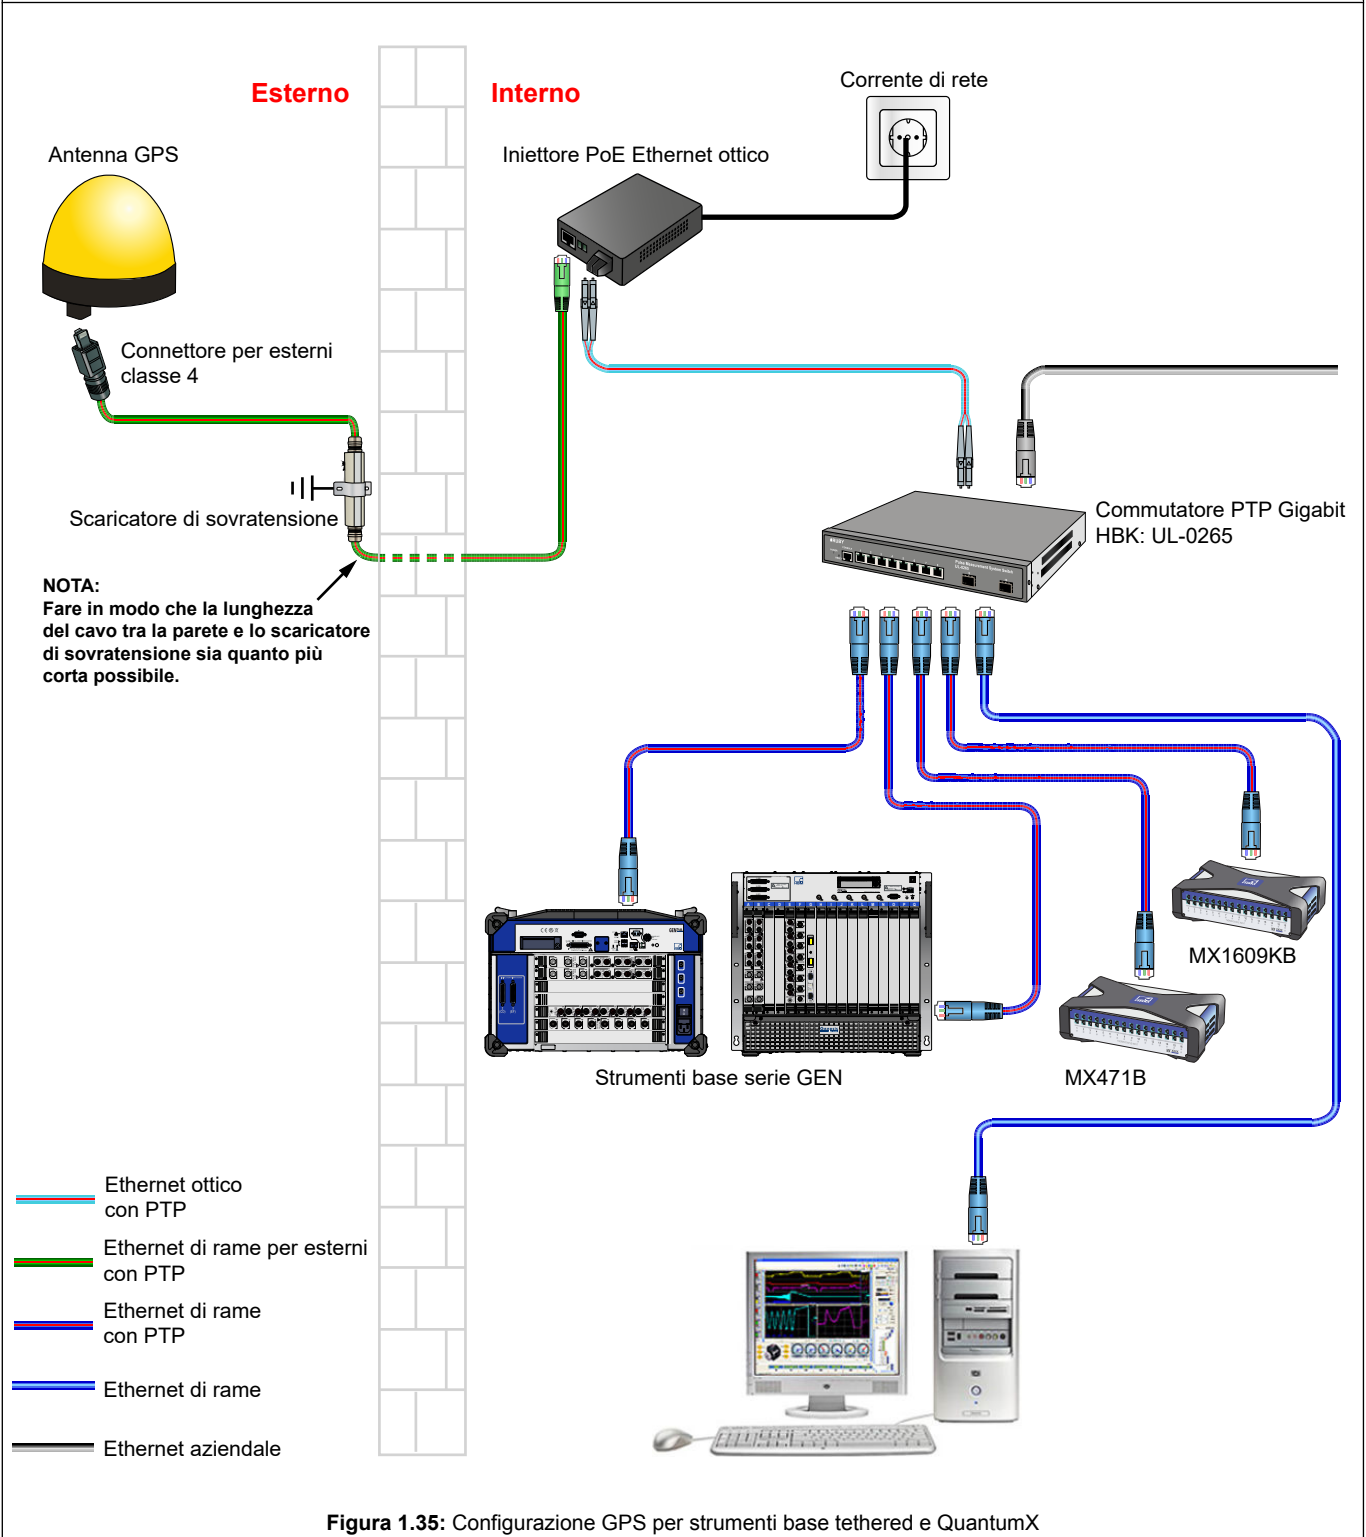 Esterno
Interno
Corrente di rete
Antenna GPS
Iniettore PoE Ethernet ottico
Connettore per esterni
classe 4
Scaricatore di sovratensione
Commutatore PTP Gigabit
HBK: UL-0265
NOTA:
Fare in modo che la lunghezza
del cavo tra la parete e lo scaricatore
di sovratensione sia quanto più
corta possibile.
MX1609KB
MX471B
Strumenti base serie GEN
Ethernet ottico
con PTP
Ethernet di rame per esterni
con PTP
Ethernet di rame
con PTP
Ethernet di rame
Ethernet aziendale
Figura 1.35: Configurazione GPS per strumenti base tethered e QuantumX